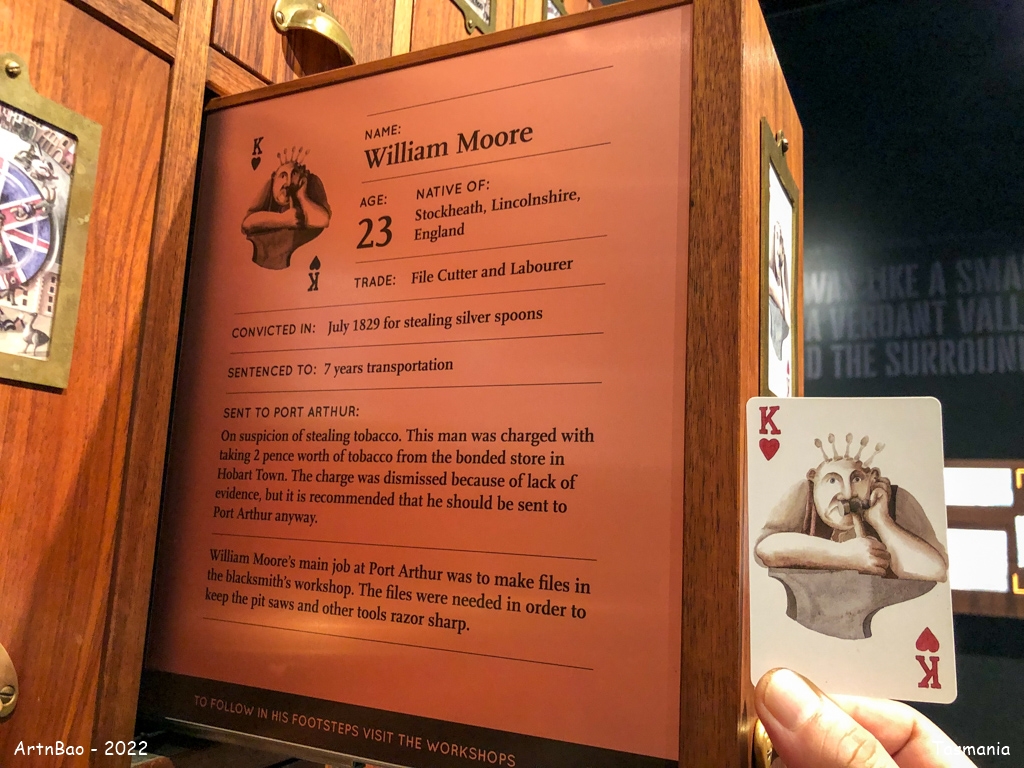 K
NAME:
William Moore
AGE:
23
NATIVE OF:
Stockheath, Lincolnshire,
England
TRADE: File Cutter and Labourer
K
CONVICTED IN: July 1829 for stealing silver spoons
SENTENCED TO: 7 years transportation
SENT TO PORT ARTHUR:
On suspicion of stealing tobacco. This man was charged with
taking 2 pence worth of tobacco from the bonded store in
Hobart Town. The charge was dismissed because of lack of
evidence, but it is recommended that he should be sent to
Port Arthur anyway.
William Moore's main job at Port Arthur was to make files in
the blacksmith's workshop. The files were needed in order to
keep the pit saws and other tools razor sharp.
TO FOLLOW IN HIS FOOTSTEPS VISIT THE WORKSHOPS
LIKE A
A VERDANT
THE
K
K
ArtnBao - 2022
Tasmania